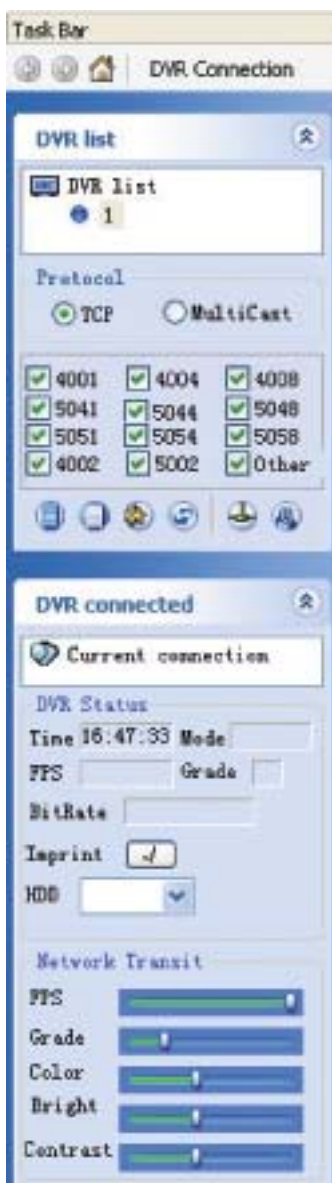 Task Bar
DVR Connection
DVR list
DVR list
1
Protocol
TCP MultiCast
4001 4004 4008
5041 5044 5048
5051 5054 5058
4002 5002 Other
DVR connected
Current connection
DVR Status
Time 16:47:33 Mode
FPS Grade
BitRate
Imprint
HDD
Network Transit
FPS
Grade
Color
Bright
Contrast